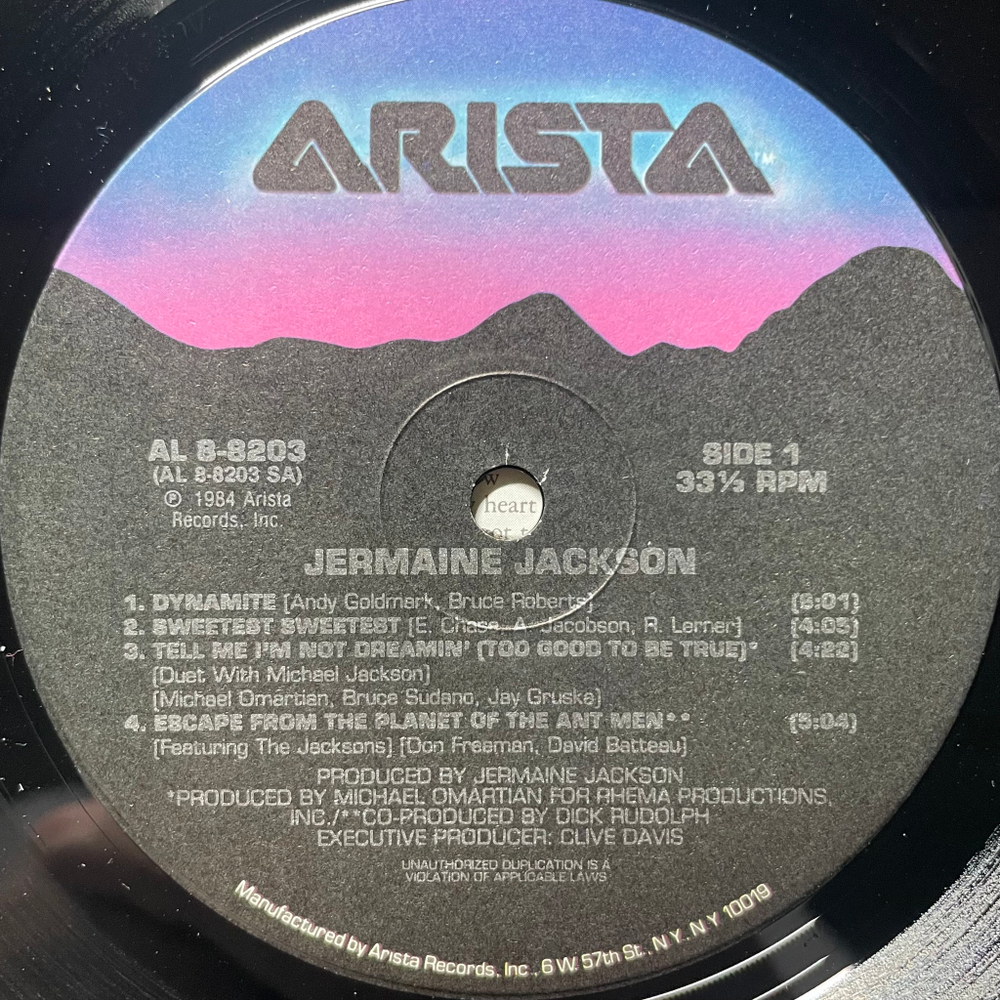 ARISTA™
AL 8-8203
(AL 8-8203 SA)
℗ 1984 Arista
Records, Inc.
SIDE 1
33⅓ RPM
w
heart
JERMAINE JACKSON
1. DYNAMITE [Andy Goldmark, Bruce Roberts] (6:01)
2. SWEETEST SWEETEST [E. Chase, A. Jacobson, R. Lerner] (4:05)
3. TELL ME I'M NOT DREAMIN' (TOO GOOD TO BE TRUE)* (4:22)
[Duet With Michael Jackson]
[Michael Omartian, Bruce Sudano, Jay Gruska]
4. ESCAPE FROM THE PLANET OF THE ANT MEN** (5:04)
[Featuring The Jacksons] [Don Freeman, David Batteau]
PRODUCED BY JERMAINE JACKSON
*PRODUCED BY MICHAEL OMARTIAN FOR RHEMA PRODUCTIONS,
INC./**CO-PRODUCED BY DICK RUDOLPH
EXECUTIVE PRODUCER: CLIVE DAVIS
UNAUTHORIZED DUPLICATION IS A
VIOLATION OF APPLICABLE LAWS
Manufactured by Arista Records, Inc., 6 W. 57th St., N.Y. N.Y 10019